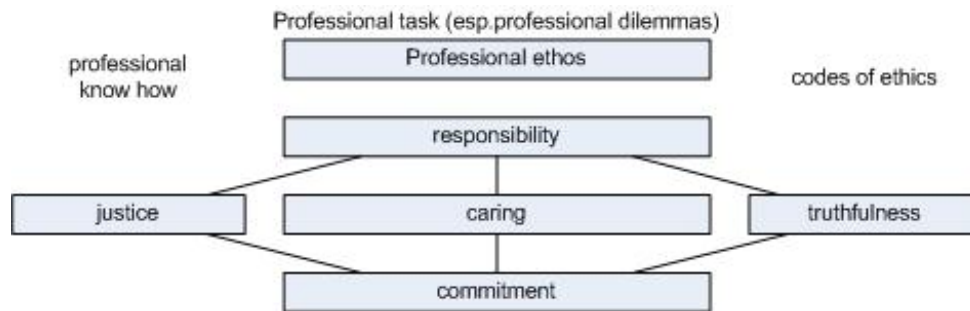 Professional task (esp.professional dilemmas)
Professional ethos
professional
know how
codes of ethics
responsibility
justice
caring
truthfulness
commitment